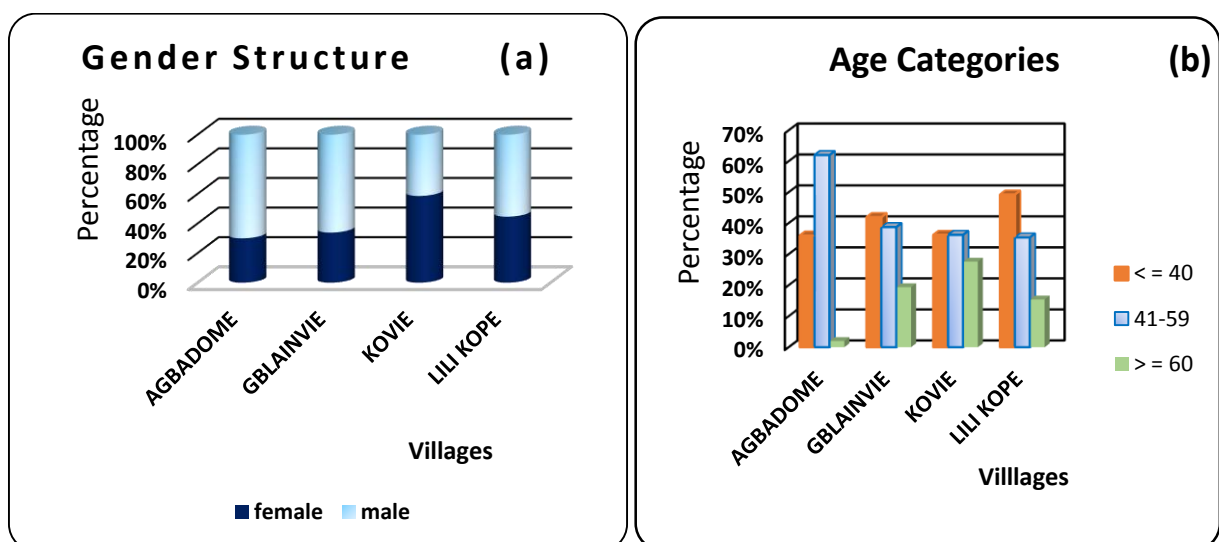 Gender Structure (a)
Percentage
100%
80%
60%
40%
20%
0%
AGBADOME
GBLAINVIE
KOVIE
LILI KOPE
Villages
female male
Age Categories (b)
Percentage
70%
60%
50%
40%
30%
20%
10%
0%
AGBADOME
GBLAINVIE
KOVIE
LILI KOPE
Villlages
< = 40
41-59
> = 60